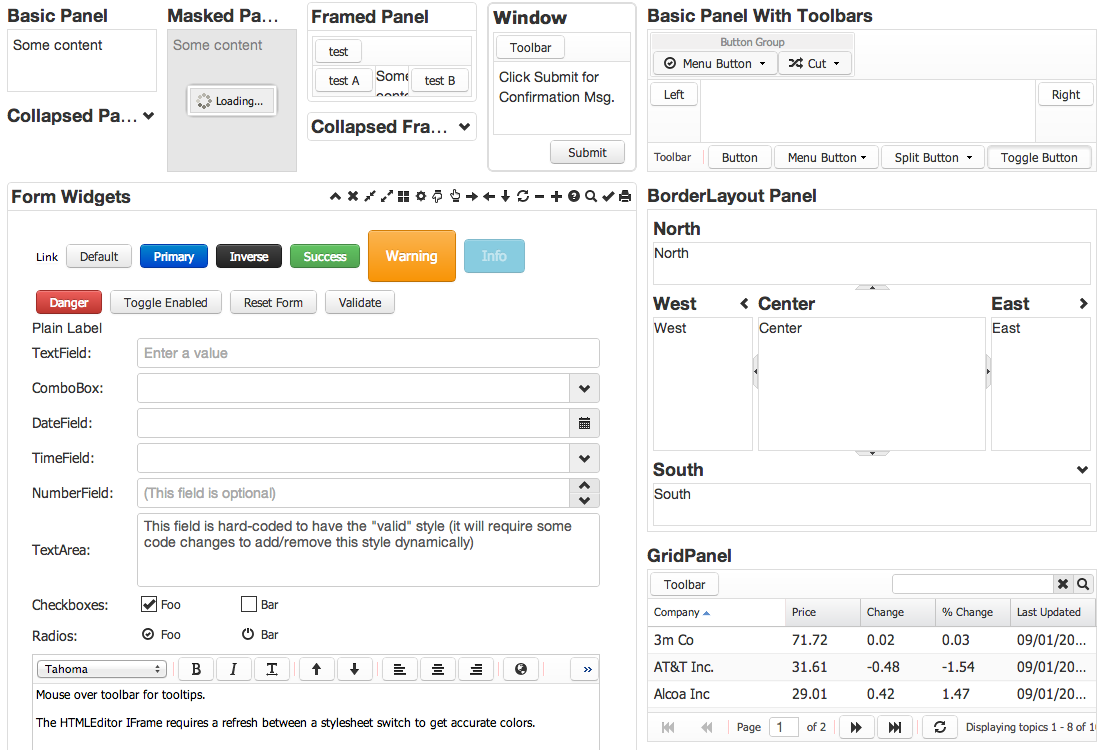 Basic Panel
Some content
Collapsed Pa...
Masked Pa...
Some content
Loading...
Framed Panel
test
test A
Some
test B
Collapsed Fra...
Window
Toolbar
Click Submit for
Confirmation Msg.
Submit
Basic Panel With Toolbars
Button Group
Menu Button
Cut
Left
Right
Toolbar
Button
Menu Button
Split Button
Toggle Button
Form Widgets
Link
Default
Primary
Inverse
Success
Warning
Info
Danger
Toggle Enabled
Reset Form
Validate
Plain Label
TextField:
Enter a value
ComboBox:
DateField:
TimeField:
NumberField:
(This field is optional)
TextArea:
This field is hard-coded to have the "valid" style (it will require some
code changes to add/remove this style dynamically)
Checkboxes:
Foo
Bar
Radios:
Foo
Bar
Tahoma
B
I
T
»
Mouse over toolbar for tooltips.
The HTMLEditor IFrame requires a refresh between a stylesheet switch to get accurate colors.
BorderLayout Panel
North
North
West
West
Center
Center
East
East
South
South
GridPanel
Toolbar
Company Price Change % Change Last Updated
3m Co 71.72 0.02 0.03 09/01/20...
AT&T Inc. 31.61 -0.48 -1.54 09/01/20...
Alcoa Inc 29.01 0.42 1.47 09/01/20...
Page 1 of 2
Displaying topics 1 - 8 of